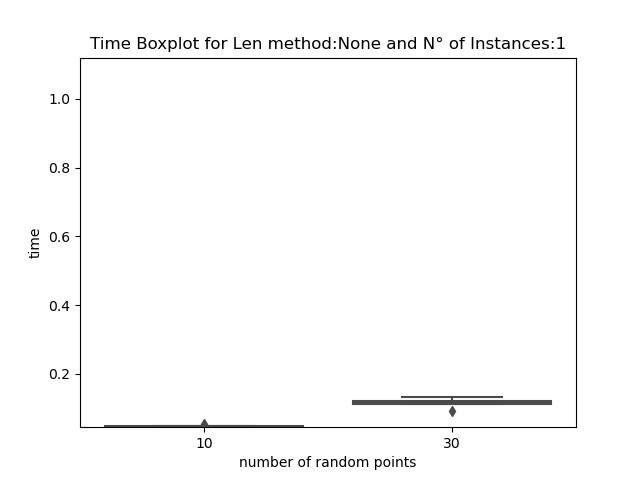 Time Boxplot for Len method:None and N° of Instances:1
1.0
0.8
0.6
0.4
0.2
time
10 30
number of random points